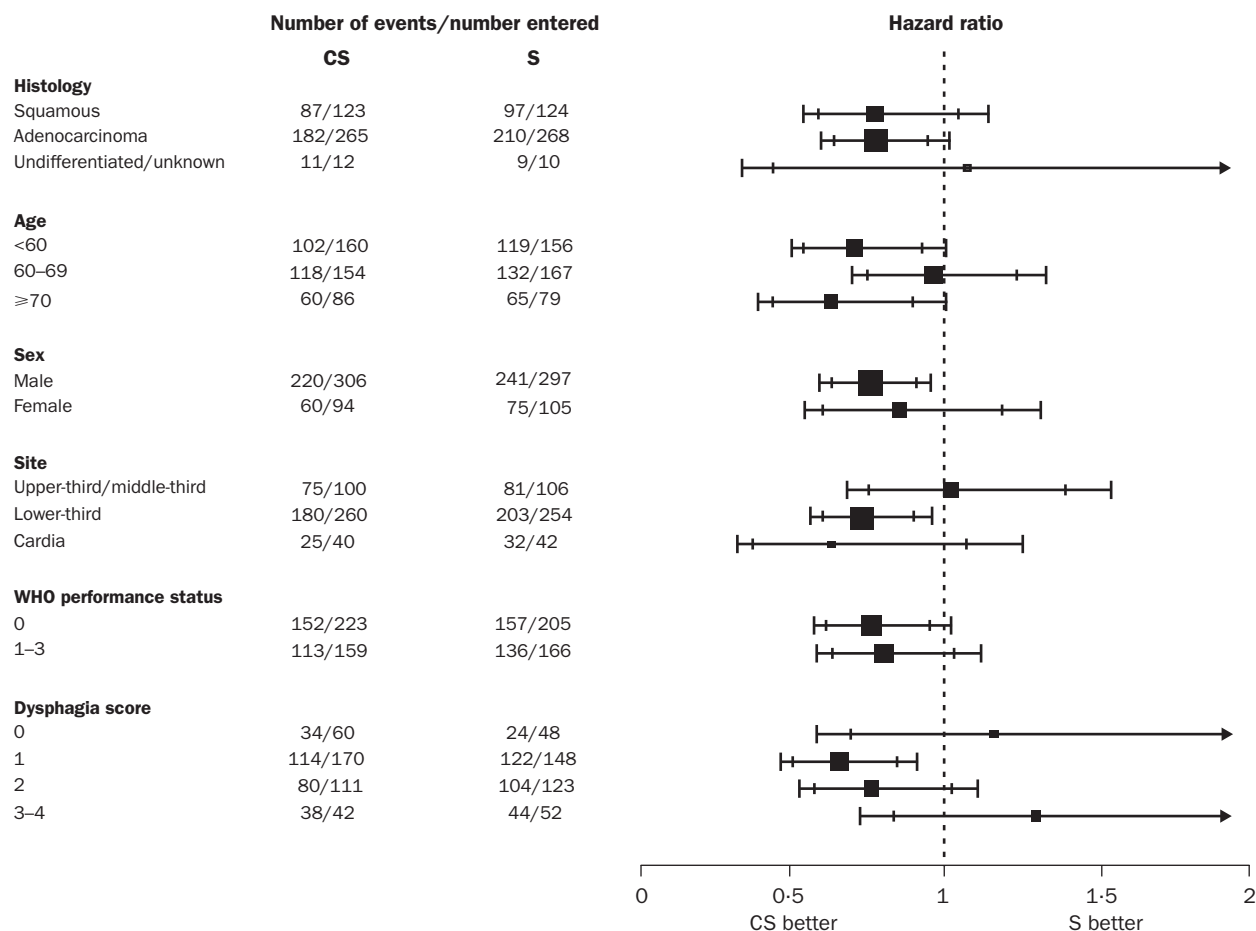 Number of events/number entered Hazard ratio
CS S
Histology
Squamous 87/123 97/124
Adenocarcinoma 182/265 210/268
Undifferentiated/unknown 11/12 9/10
Age
<60 102/160 119/156
60–69 118/154 132/167
⩾70 60/86 65/79
Sex
Male 220/306 241/297
Female 60/94 75/105
Site
Upper-third/middle-third 75/100 81/106
Lower-third 180/260 203/254
Cardia 25/40 32/42
WHO performance status
0 152/223 157/205
1–3 113/159 136/166
Dysphagia score
0 34/60 24/48
1 114/170 122/148
2 80/111 104/123
3–4 38/42 44/52
0 0·5 1 1·5 2
CS better S better